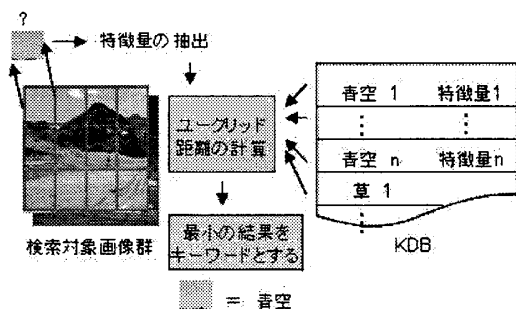 ?
特徴量の抽出
青空 1 特徴量1
⋮ ⋮
青空 n 特徴量n
草 1
⋮
KDB
ユークリッド
距離の計算
検索対象画像群
最小の結果を
キーワードとする
= 青空